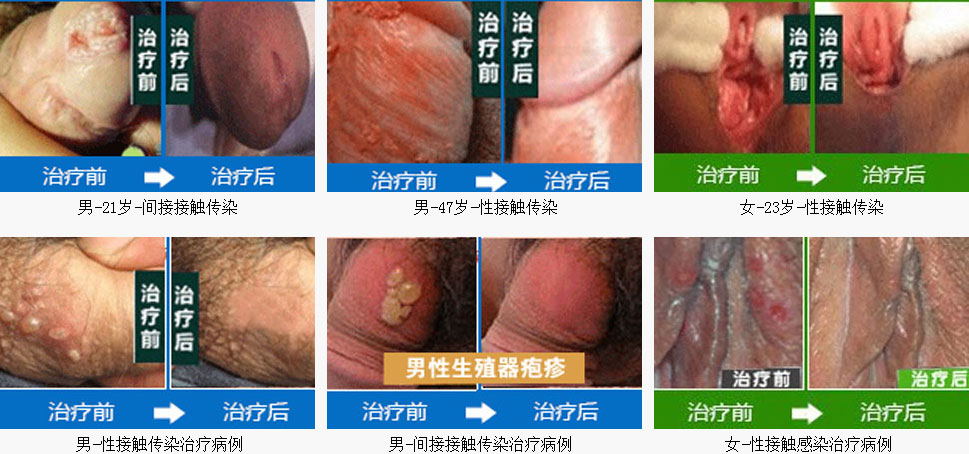 治疗前 治疗后
治疗前 治疗后
治疗前 治疗后
治疗前 治疗后
治疗前 治疗后
治疗前 治疗后
男-21岁-间接接触传染
男-47岁-性接触传染
女-23岁-性接触传染
治疗前 治疗后
男性生殖器疱疹
治疗前 治疗后
治疗前 治疗后
治疗前 治疗后
治疗前 治疗后
男-性接触传染治疗病例
男-间接接触传染治疗病例
女-性接触感染治疗病例